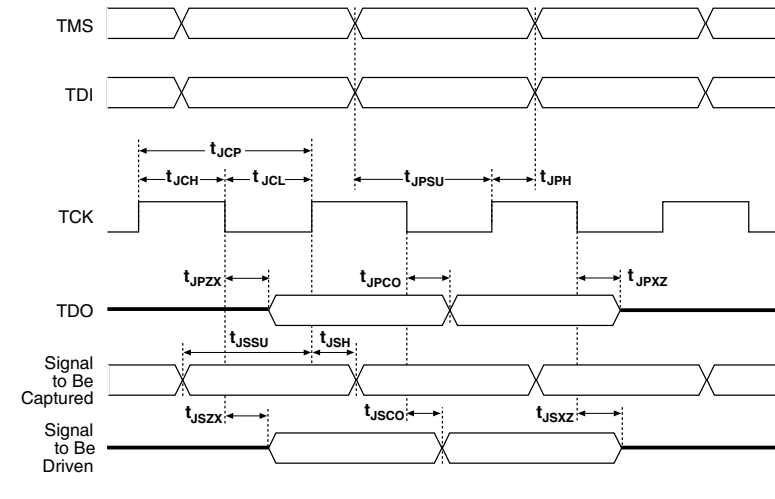 TMS
TDI
tJCP
tJCH
tJCL
tJPSU
tJPH
TCK
tJPZX
tJPCO
tJPXZ
TDO
tJSSU
tJSH
Signal
to Be
Captured
tJSZX
tJSCO
tJSXZ
Signal
to Be
Driven